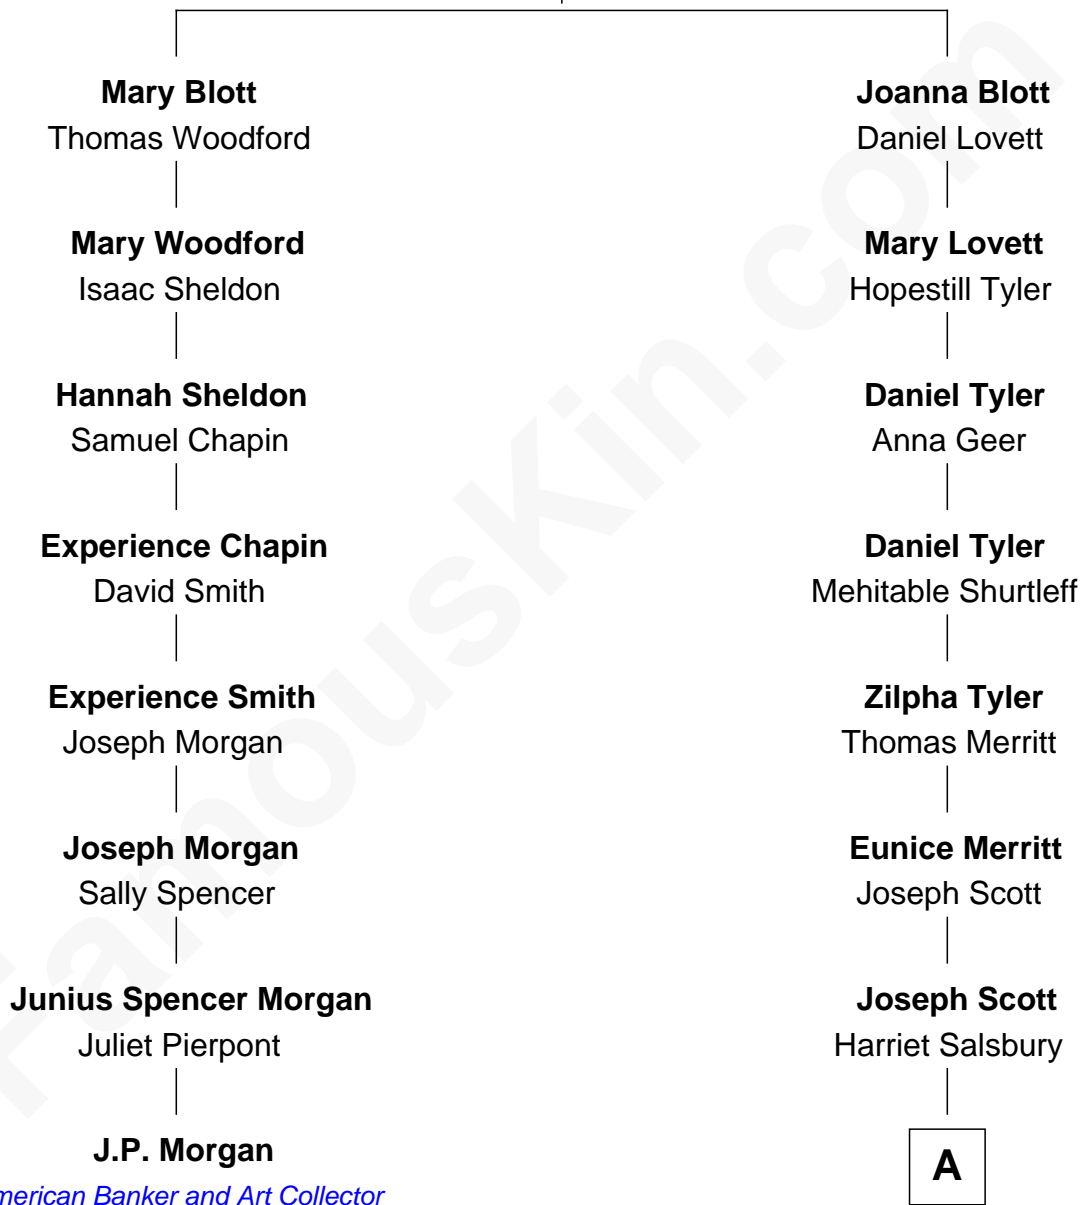 Mary Blott
Thomas Woodford
Mary Woodford
Isaac Sheldon
Hannah Sheldon
Samuel Chapin
Experience Chapin
David Smith
Experience Smith
Joseph Morgan
Joseph Morgan
Sally Spencer
Junius Spencer Morgan
Juliet Pierpont
J.P. Morgan
merican Banker and Art Collector
Joanna Blott
Daniel Lovett
Mary Lovett
Hopestill Tyler
Daniel Tyler
Anna Geer
Daniel Tyler
Mehitable Shurtleff
Zilpha Tyler
Thomas Merritt
Eunice Merritt
Joseph Scott
Joseph Scott
Harriet Salsbury
A
FamousKin.com